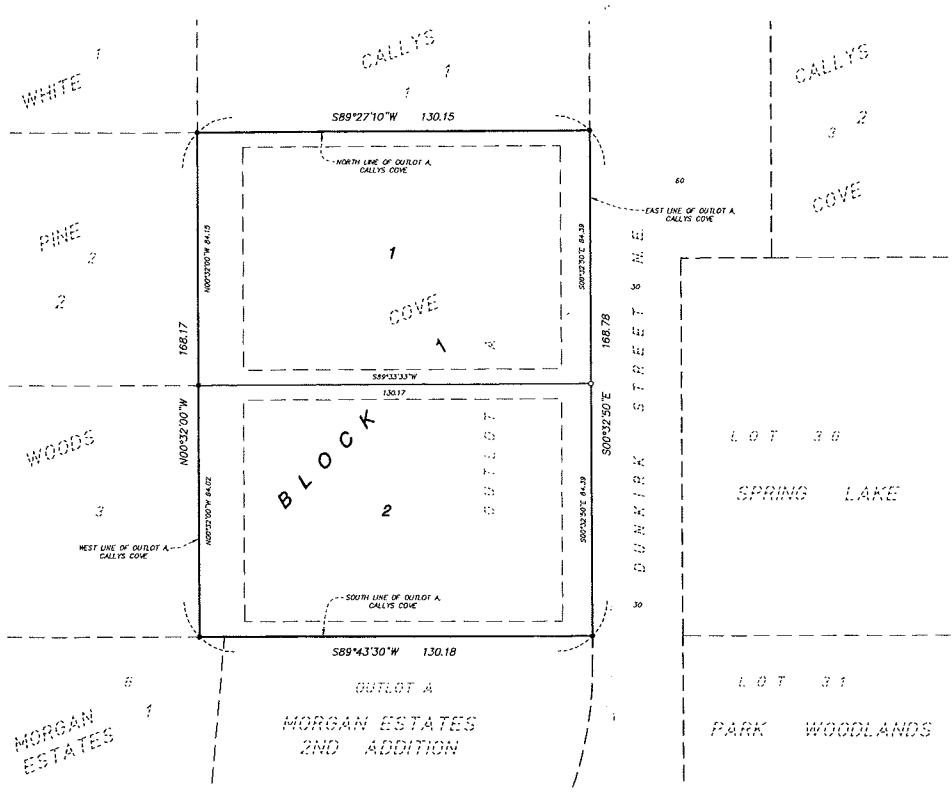 1
WHITE
CALLYS
1
1
CALLYS
2
3
COVE
S89°27'10"W 130.15
NORTH LINE OF OUTLOT A,
CALLYS COVE
60
EAST LINE OF OUTLOT A,
CALLYS COVE
PINE
2
2
N00°32'00"W 84.15
1
S00°32'50"E 84.39
COVE
1
A
30
168.17
168.78
S89°33'33"W
130.17
N00°32'00"W
S00°32'50"E
DUNKIRK STREET NE
WOODS
3
BLOCK
OUTLOT
2
N00°32'00"W 84.02
S00°32'50"E 84.39
LOT 30
SPRING LAKE
WEST LINE OF OUTLOT A,
CALLYS COVE
SOUTH LINE OF OUTLOT A,
CALLYS COVE
30
S89°43'30"W 130.18
6
1
MORGAN
ESTATES
OUTLOT A
MORGAN ESTATES
2ND ADDITION
LOT 31
PARK WOODLANDS